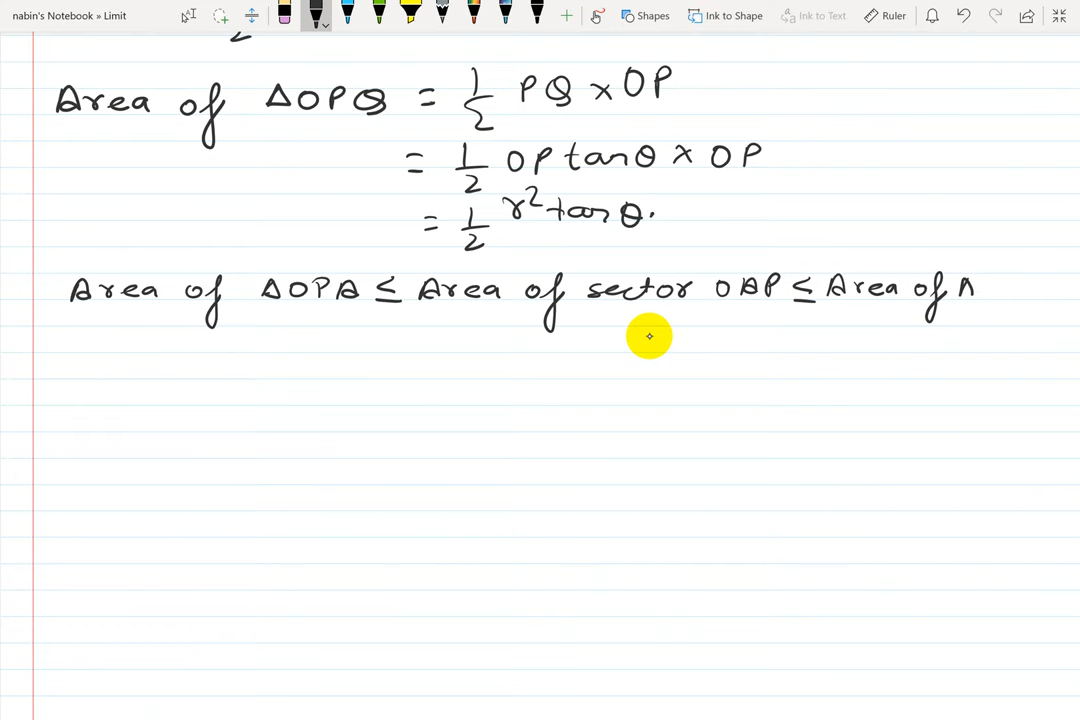 nabin's Notebook » Limit
Shapes
Ink to Shape
Ink to Text
Ruler
2
Area of ΔOPQ = 1/2 PQ × OP
= 1/2 OP tanθ × OP
= 1/2 r² tanθ.
Area of ΔOPA ≤ Area of sector OAP ≤ Area of Λ